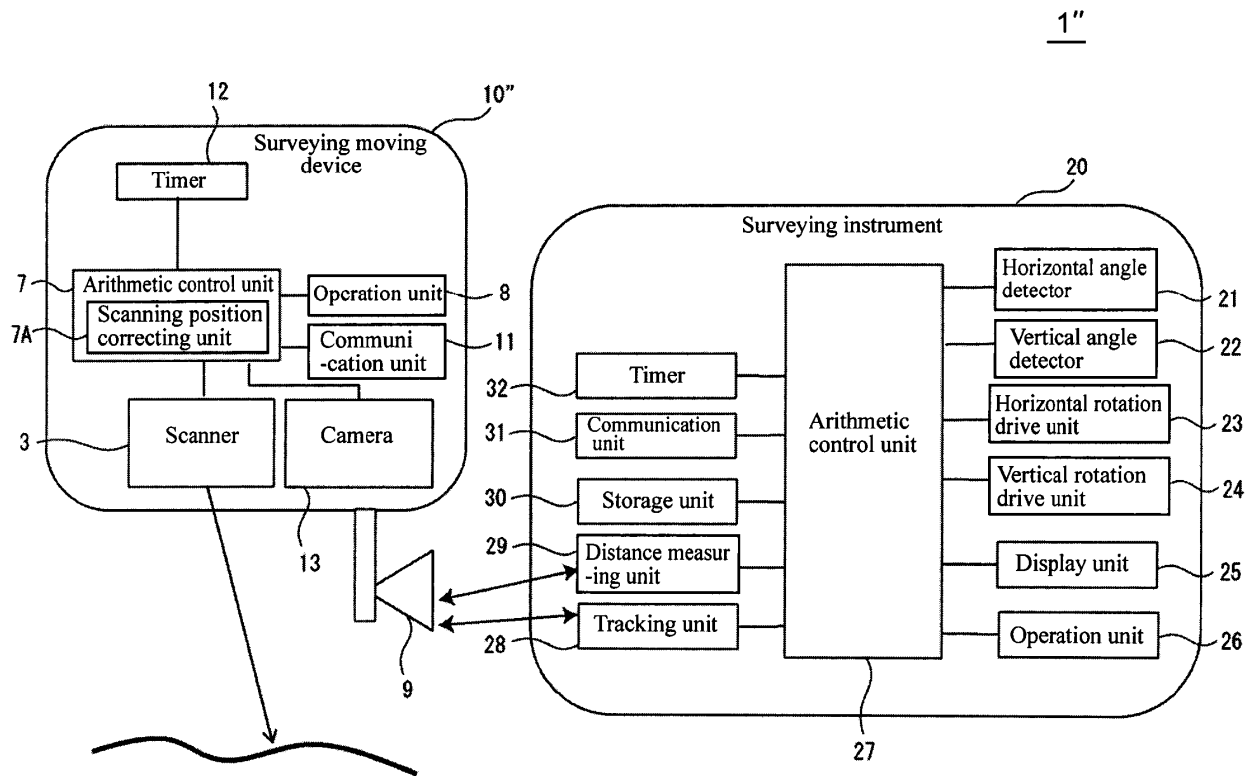 1”
12
10”
Surveying moving
device
Timer
7
Arithmetic control unit
7A
Scanning position
correcting unit
Operation unit
8
Communi
-cation unit
11
3
Scanner
Camera
13
9
20
Surveying instrument
Horizontal angle
detector
21
Vertical angle
detector
22
Horizontal rotation
drive unit
23
Vertical rotation
drive unit
24
Display unit
25
Operation unit
26
32
Timer
31
Communication
unit
30
Storage unit
29
Distance measur
-ing unit
28
Tracking unit
Arithmetic
control unit
27